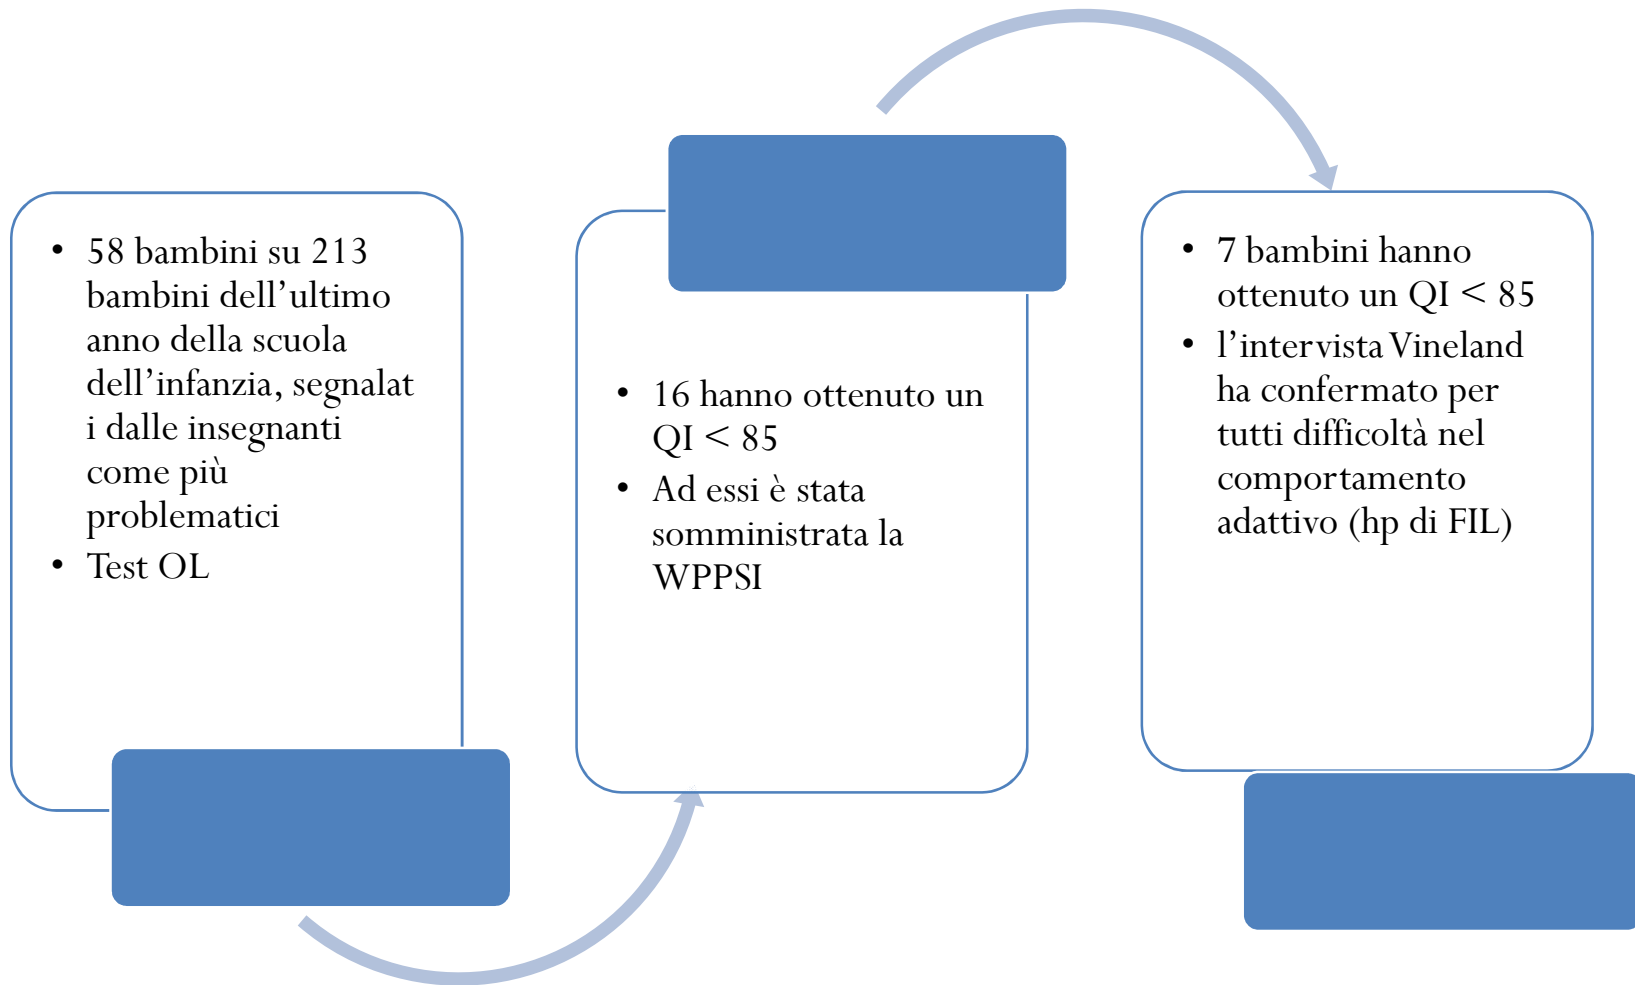 • 58 bambini su 213
bambini dell’ultimo
anno della scuola
dell’infanzia, segnalat
i dalle insegnanti
come più
problematici
• Test OL
• 16 hanno ottenuto un
QI < 85
• Ad essi è stata
somministrata la
WPPSI
• 7 bambini hanno
ottenuto un QI < 85
• l’intervista Vineland
ha confermato per
tutti difficoltà nel
comportamento
adattivo (hp di FIL)